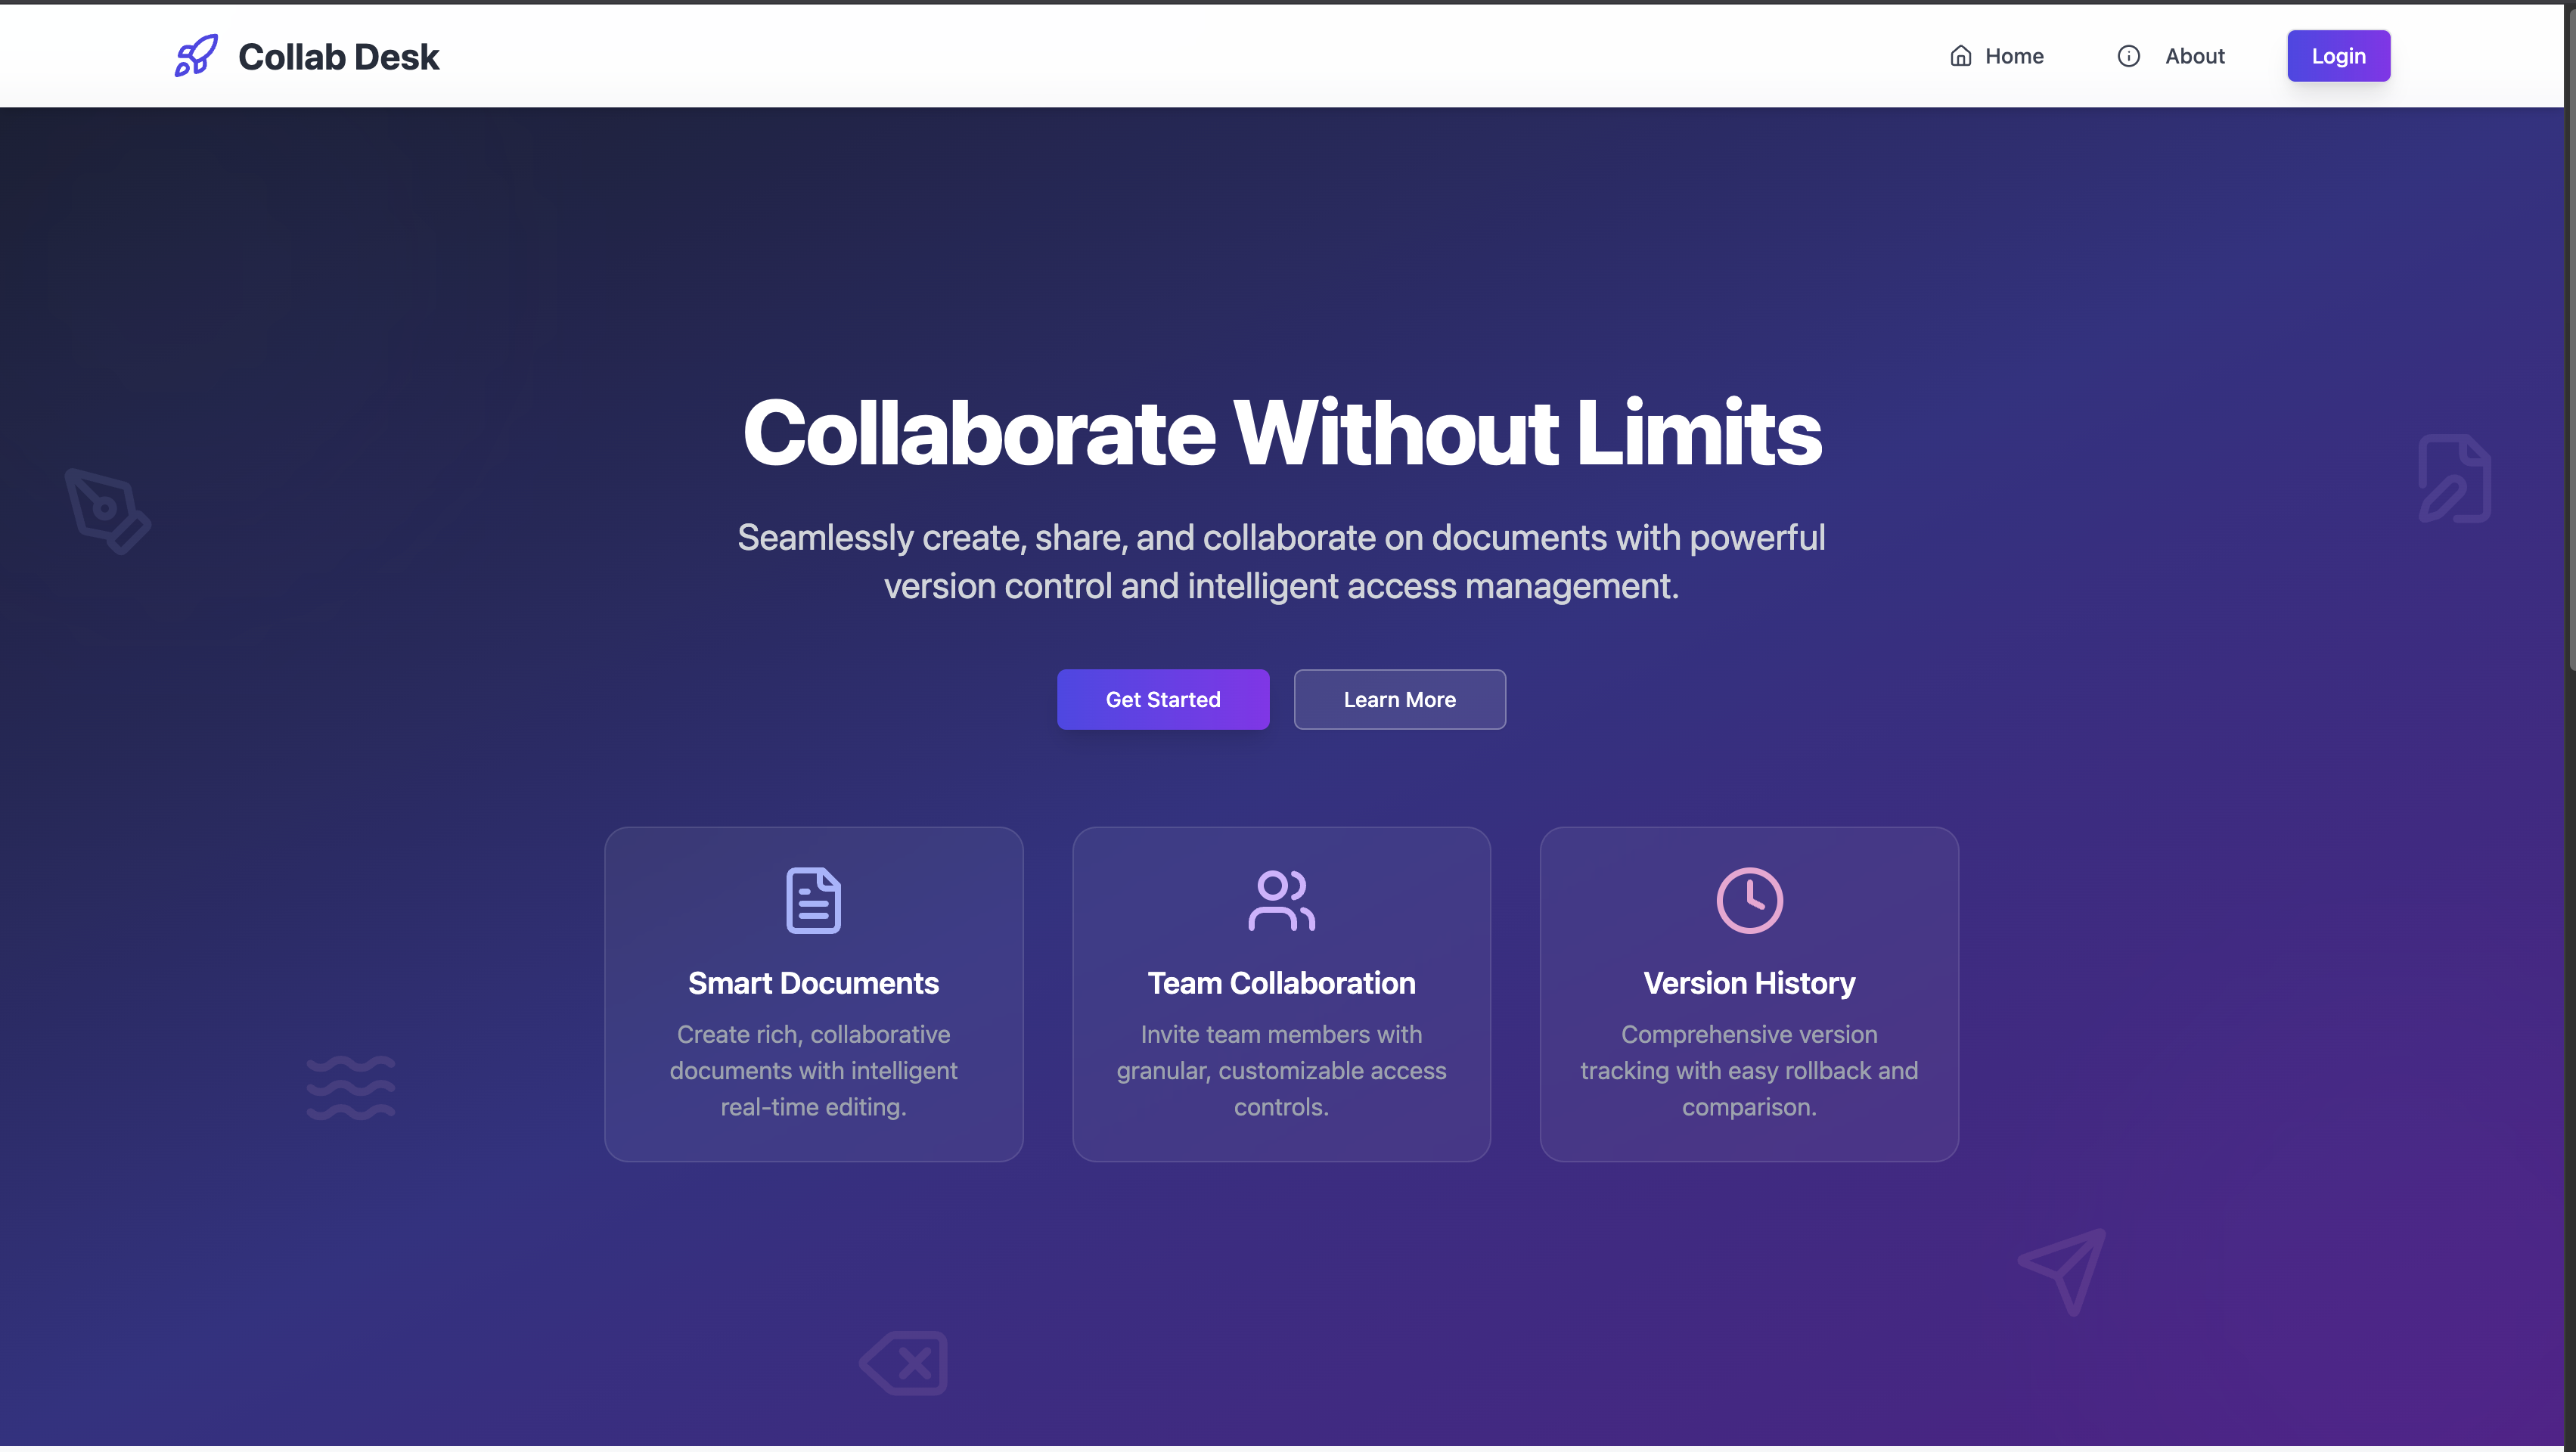 Collab Desk
Home
About
Login
Collaborate Without Limits
Seamlessly create, share, and collaborate on documents with powerful
version control and intelligent access management.
Get Started
Learn More
Smart Documents
Create rich, collaborative
documents with intelligent
real-time editing.
Team Collaboration
Invite team members with
granular, customizable access
controls.
Version History
Comprehensive version
tracking with easy rollback and
comparison.